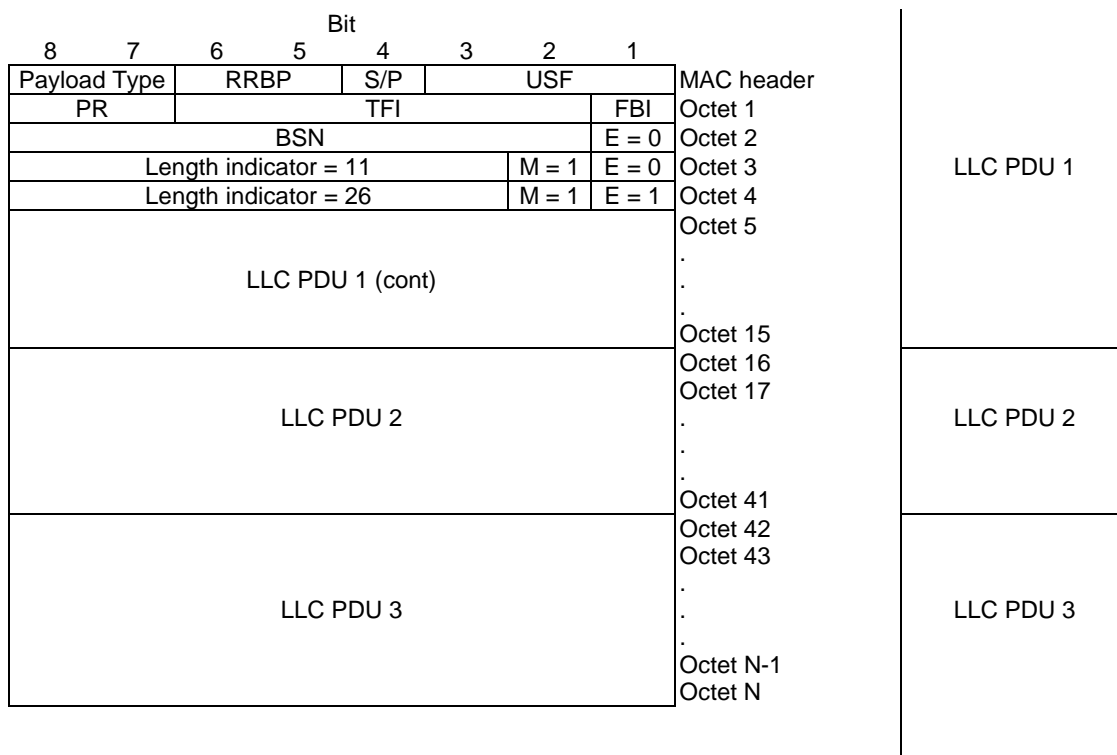 Bit
8 7 6 5 4 3 2 1
Payload Type RRBP S/P USF MAC header
PR TFI FBI Octet 1
BSN E = 0 Octet 2
Length indicator = 11 M = 1 E = 0 Octet 3 LLC PDU 1
Length indicator = 26 M = 1 E = 1 Octet 4
Octet 5
.
LLC PDU 1 (cont) .
.
Octet 15
Octet 16
Octet 17
LLC PDU 2 . LLC PDU 2
.
.
Octet 41
Octet 42
Octet 43
.
LLC PDU 3 . LLC PDU 3
.
Octet N-1
Octet N